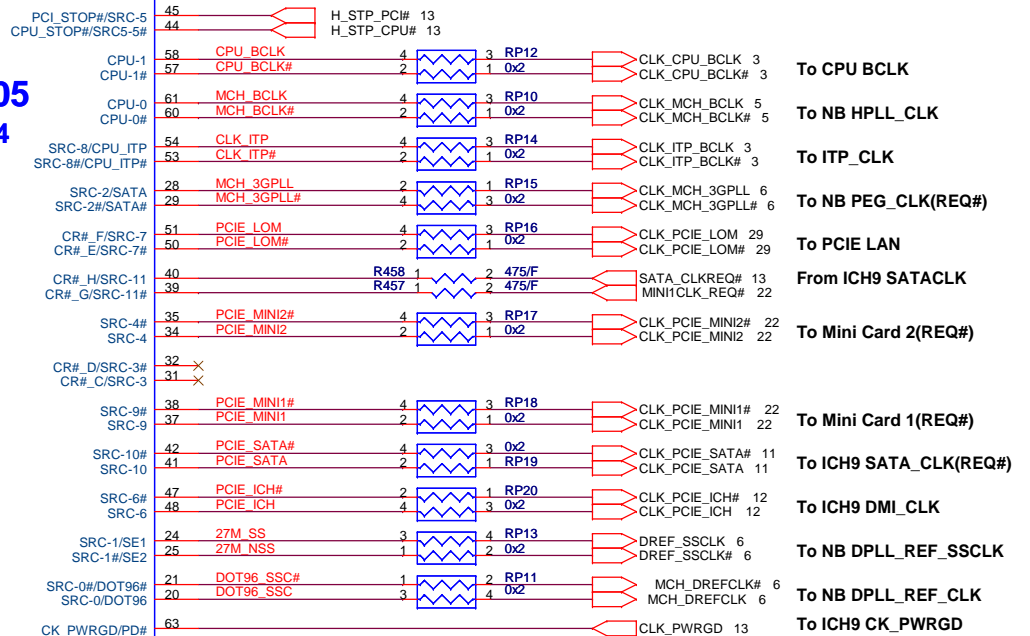 PCI_STOP#/SRC-5 45 H_STP_PCI# 13
CPU_STOP#/SRC5-5# 44 H_STP_CPU# 13
CPU-1 58 CPU_BCLK 4 3 RP12 CLK_CPU_BCLK 3
CPU-1# 57 CPU_BCLK# 2 1 0x2 CLK_CPU_BCLK# 3
To CPU BCLK
05
CPU-0 61 MCH_BCLK 4 3 RP10 CLK_MCH_BCLK 5
CPU-0# 60 MCH_BCLK# 2 1 0x2 CLK_MCH_BCLK# 5
To NB HPLL_CLK
4
SRC-8/CPU_ITP 54 CLK_ITP 4 3 RP14 CLK_ITP_BCLK 3
SRC-8#/CPU_ITP# 53 CLK_ITP# 2 1 0x2 CLK_ITP_BCLK# 3
To ITP_CLK
SRC-2/SATA 28 MCH_3GPLL 2 1 RP15 CLK_MCH_3GPLL 6
SRC-2#/SATA# 29 MCH_3GPLL# 4 3 0x2 CLK_MCH_3GPLL# 6
To NB PEG_CLK(REQ#)
CR#_F/SRC-7 51 PCIE_LOM 4 3 RP16 CLK_PCIE_LOM 29
CR#_E/SRC-7# 50 PCIE_LOM# 2 1 0x2 CLK_PCIE_LOM# 29
To PCIE LAN
CR#_H/SRC-11 40 R458 1 2 475/F SATA_CLKREQ# 13
CR#_G/SRC-11# 39 R457 1 2 475/F MINI1CLK_REQ# 22
From ICH9 SATACLK
SRC-4# 35 PCIE_MINI2# 4 3 RP17 CLK_PCIE_MINI2# 22
SRC-4 34 PCIE_MINI2 2 1 0x2 CLK_PCIE_MINI2 22
To Mini Card 2(REQ#)
CR#_D/SRC-3# 32
CR#_C/SRC-3 31
SRC-9# 38 PCIE_MINI1# 4 3 RP18 CLK_PCIE_MINI1# 22
SRC-9 37 PCIE_MINI1 2 1 0x2 CLK_PCIE_MINI1 22
To Mini Card 1(REQ#)
SRC-10# 42 PCIE_SATA# 4 3 0x2 CLK_PCIE_SATA# 11
SRC-10 41 PCIE_SATA 2 1 RP19 CLK_PCIE_SATA 11
To ICH9 SATA_CLK(REQ#)
SRC-6# 47 PCIE_ICH# 2 1 RP20 CLK_PCIE_ICH# 12
SRC-6 48 PCIE_ICH 4 3 0x2 CLK_PCIE_ICH 12
To ICH9 DMI_CLK
SRC-1/SE1 24 27M_SS 3 4 RP13 DREF_SSCLK 6
SRC-1#/SE2 25 27M_NSS 1 2 0x2 DREF_SSCLK# 6
To NB DPLL_REF_SSCLK
SRC-0#/DOT96# 21 DOT96_SSC# 1 2 RP11 MCH_DREFCLK# 6
SRC-0/DOT96 20 DOT96_SSC 3 4 0x2 MCH_DREFCLK 6
To NB DPLL_REF_CLK
CK_PWRGD/PD# 63 CLK_PWRGD 13
To ICH9 CK_PWRGD